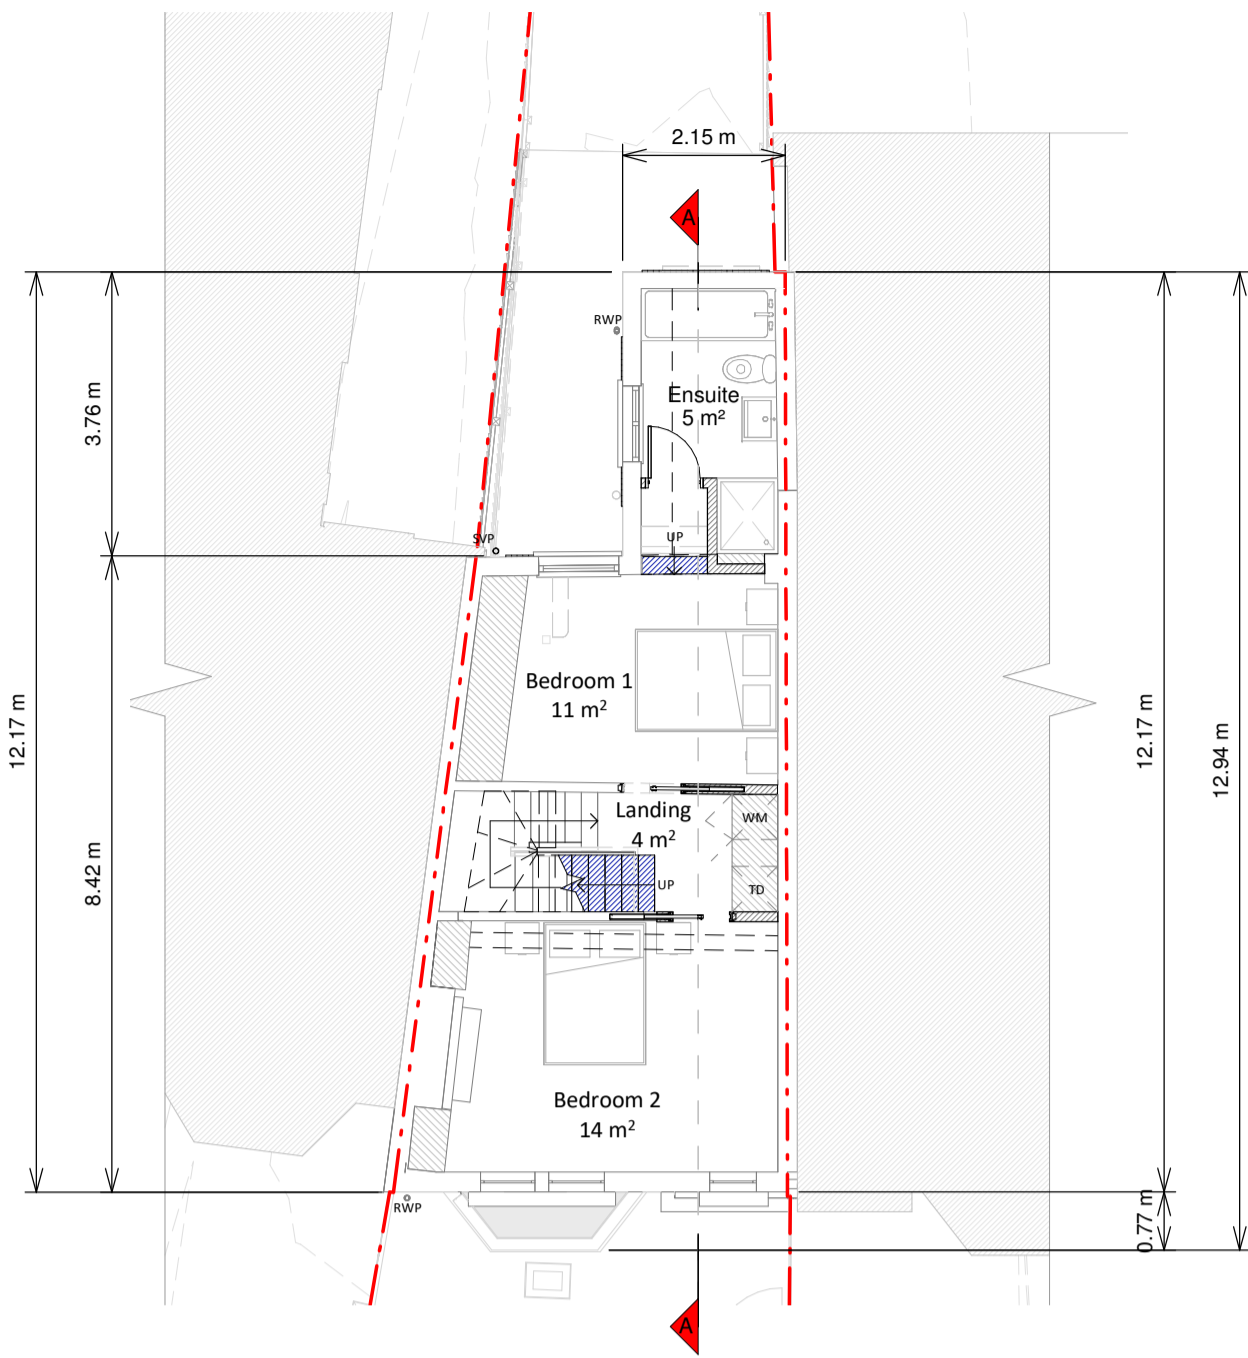 2.15 m
A
RWP
3.76 m
Ensuite
5 m²
SVP
UP
Bedroom 1
11 m²
12.17 m
12.17 m
12.94 m
Landing
4 m²
WM
8.42 m
UP
TD
Bedroom 2
14 m²
RWP
0.77 m
A